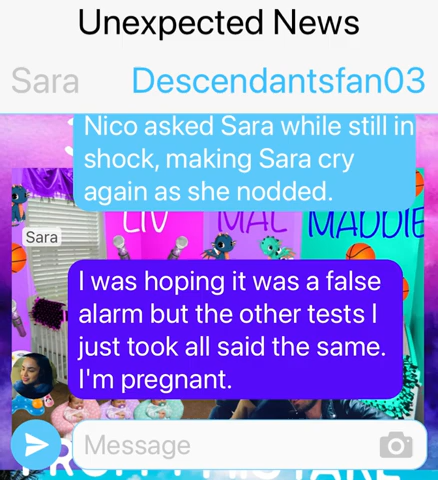 Unexpected News
Sara Descendantsfan03
Nico asked Sara while still in
shock, making Sara cry
again as she nodded.
LIV MAL MADDIE
Sara
I was hoping it was a false
alarm but the other tests I
just took all said the same.
I'm pregnant.
Message